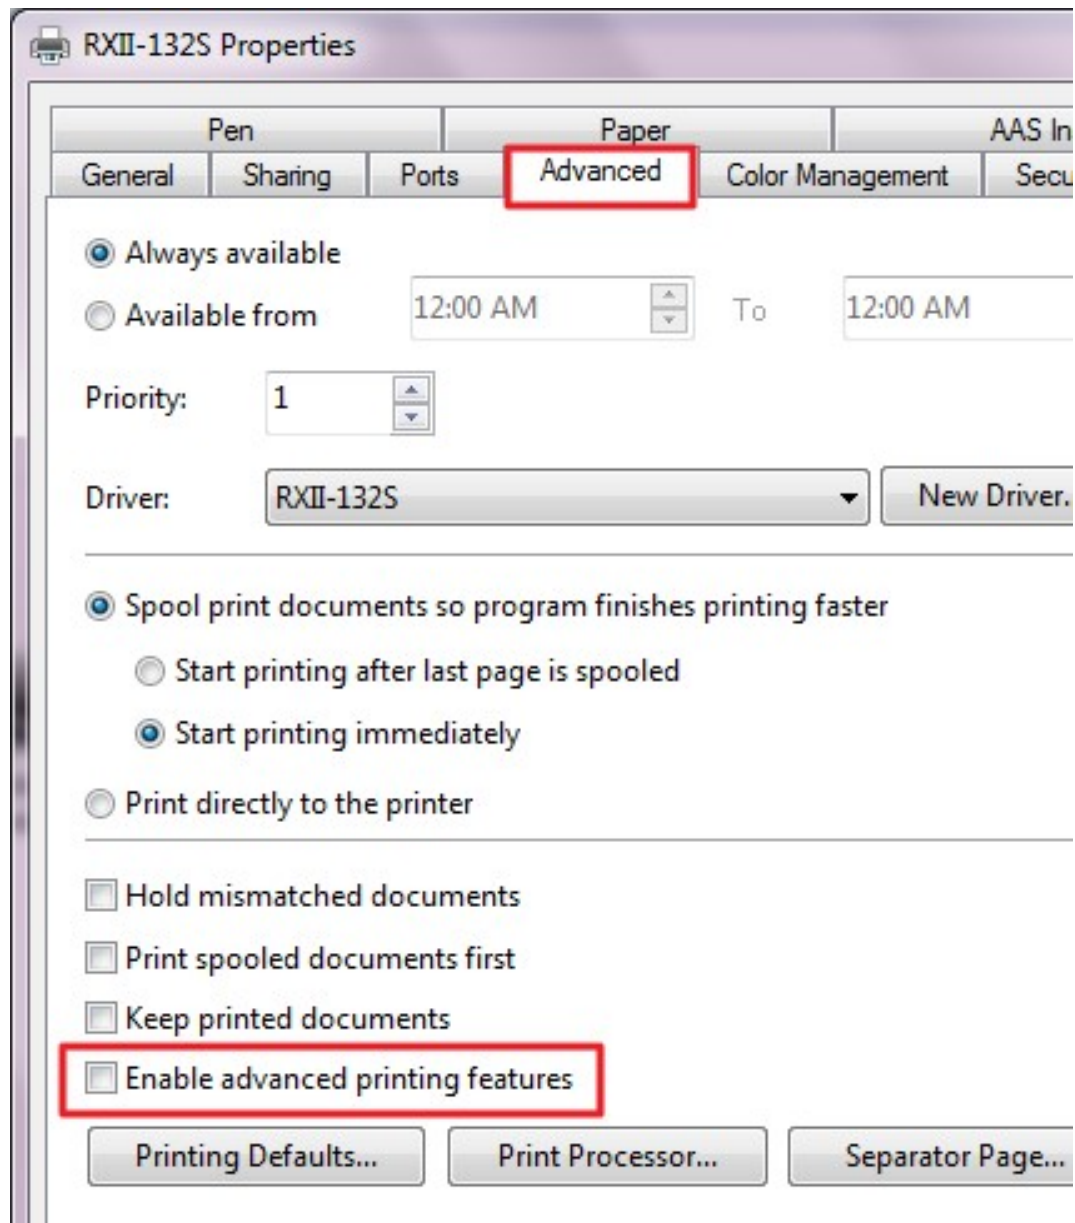 RXII-132S Properties
Pen Paper AAS In
General Sharing Ports Advanced Color Management Secu
Always available
Available from 12:00 AM To 12:00 AM
Priority: 1
Driver: RXII-132S New Driver.
Spool print documents so program finishes printing faster
Start printing after last page is spooled
Start printing immediately
Print directly to the printer
Hold mismatched documents
Print spooled documents first
Keep printed documents
Enable advanced printing features
Printing Defaults... Print Processor... Separator Page...